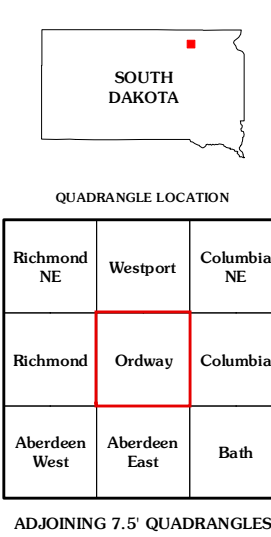 SOUTH
DAKOTA
QUADRANGLE LOCATION
Richmond
NE
Westport
Columbia
NE
Richmond
Ordway
Columbia
Aberdeen
West
Aberdeen
East
Bath
ADJOINING 7.5' QUADRANGLES